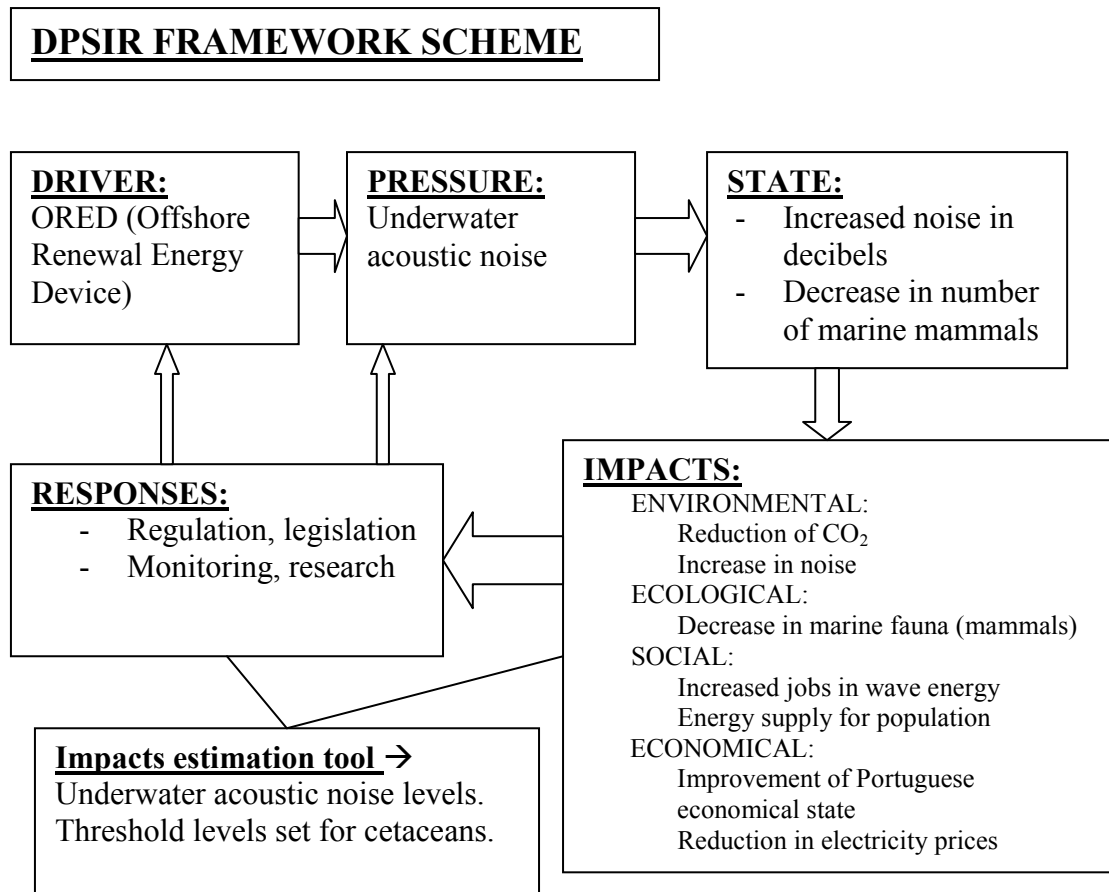 DPSIR FRAMEWORK SCHEME
DRIVER:
ORED (Offshore
Renewal Energy
Device)
PRESSURE:
Underwater
acoustic noise
STATE:
- Increased noise in
decibels
- Decrease in number
of marine mammals
RESPONSES:
- Regulation, legislation
- Monitoring, research
IMPACTS:
ENVIRONMENTAL:
Reduction of CO₂
Increase in noise
ECOLOGICAL:
Decrease in marine fauna (mammals)
SOCIAL:
Increased jobs in wave energy
Energy supply for population
ECONOMICAL:
Improvement of Portuguese
economical state
Reduction in electricity prices
Impacts estimation tool →
Underwater acoustic noise levels.
Threshold levels set for cetaceans.